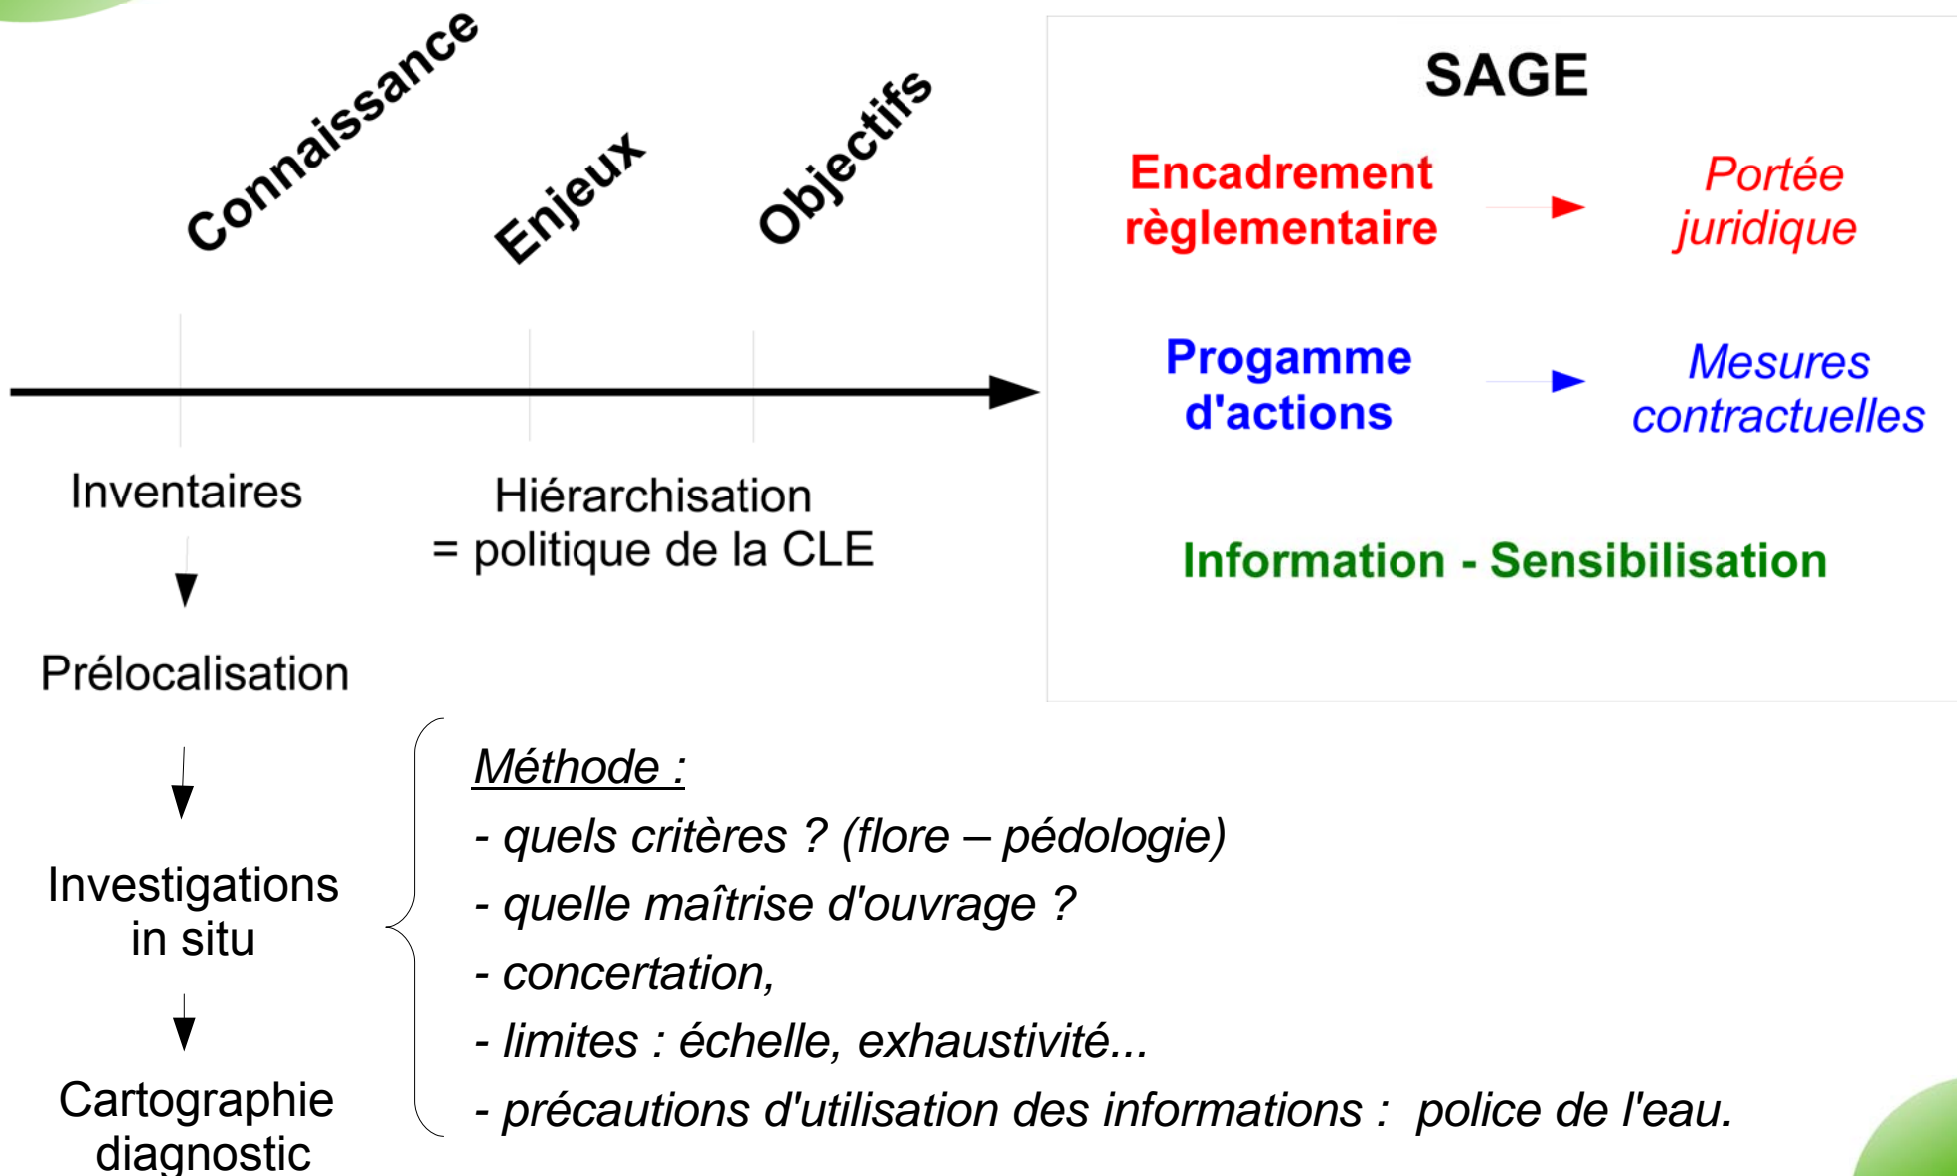 Connaissance
Enjeux
Objectifs
Inventaires
Hiérarchisation
= politique de la CLE
Prélocalisation
Investigations
in situ
Cartographie
diagnostic
Méthode :
- quels critères ? (flore – pédologie)
- quelle maîtrise d'ouvrage ?
- concertation,
- limites : échelle, exhaustivité...
- précautions d'utilisation des informations : police de l'eau.
SAGE
Encadrement
règlementaire
Portée
juridique
Progamme
d'actions
Mesures
contractuelles
Information - Sensibilisation